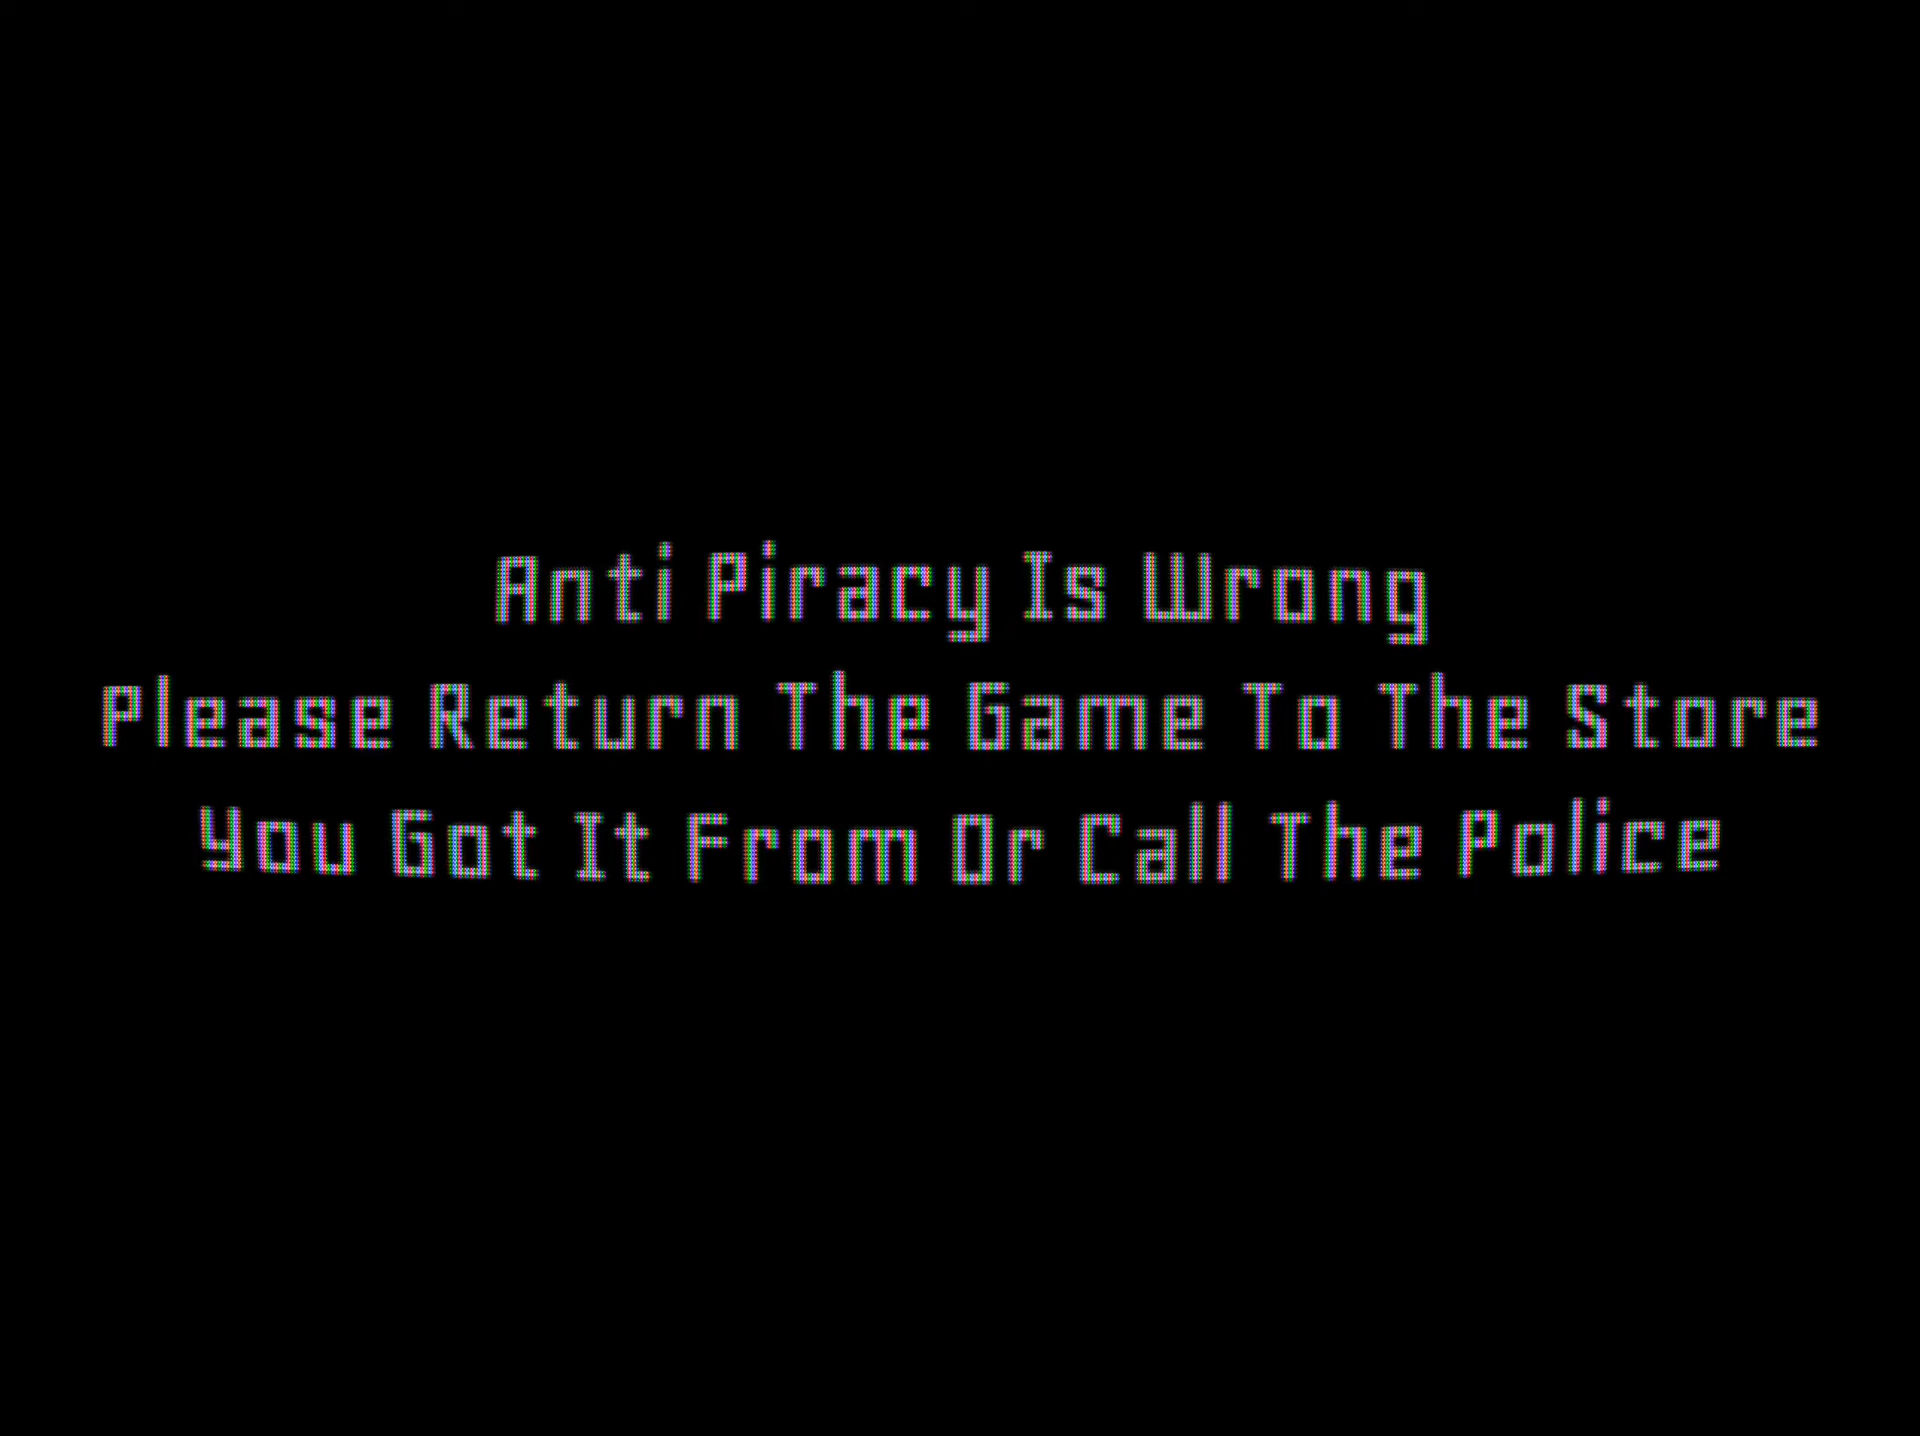 Anti Piracy Is Wrong
Please Return The Game To The Store
You Got It From Or Call The Police